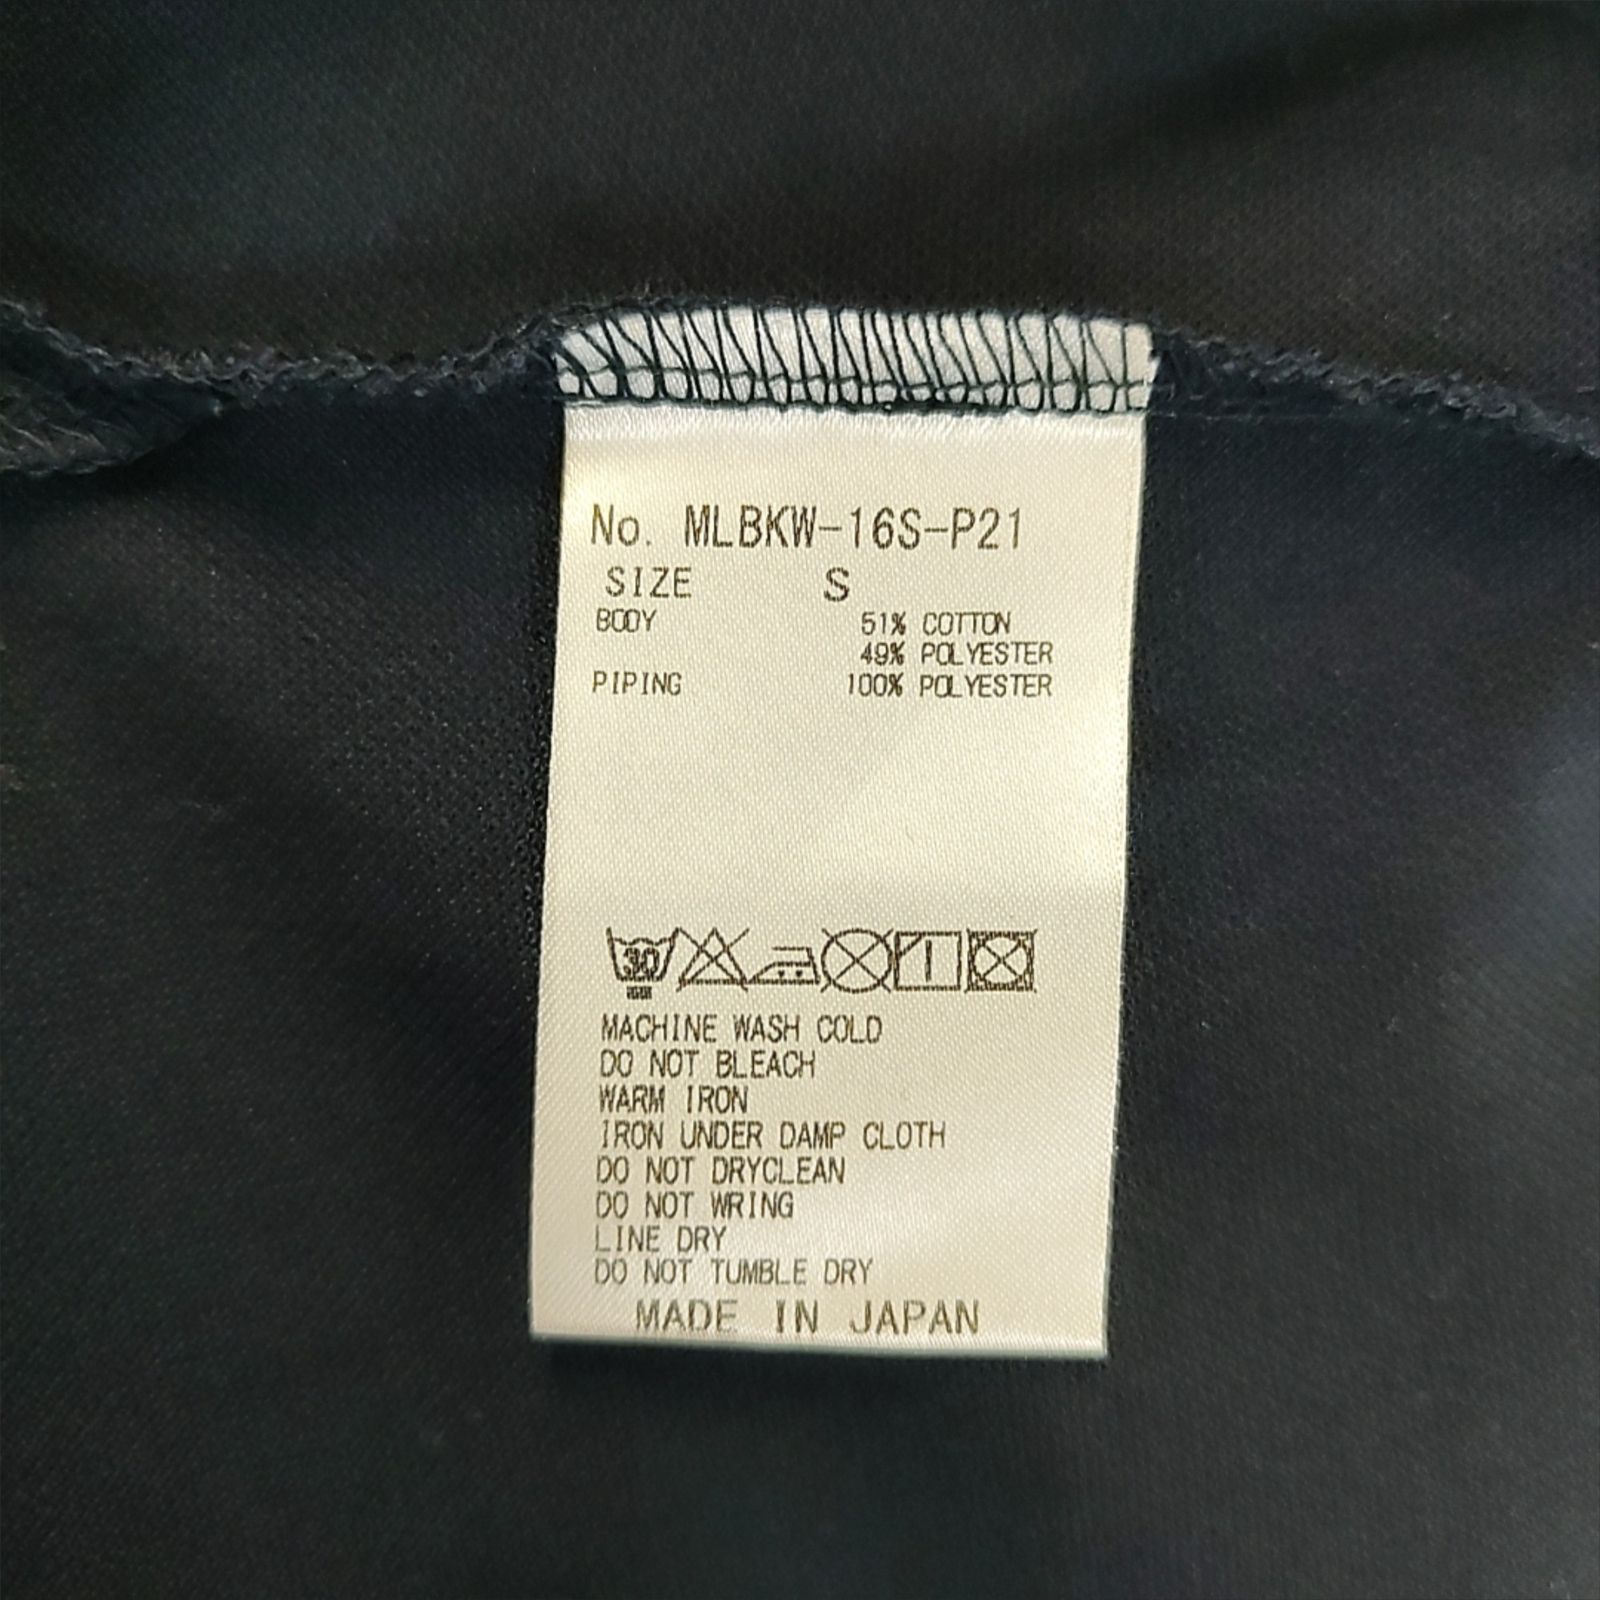 No. MLBKW-16S-P21
SIZE S
BODY 51% COTTON
49% POLYESTER
PIPING 100% POLYESTER
30
MACHINE WASH COLD
DO NOT BLEACH
WARM IRON
IRON UNDER DAMP CLOTH
DO NOT DRYCLEAN
DO NOT WRING
LINE DRY
DO NOT TUMBLE DRY
MADE IN JAPAN